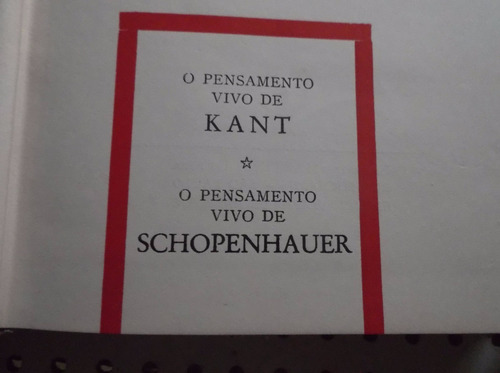 O PENSAMENTO
VIVO DE
KANT
☆
O PENSAMENTO
VIVO DE
SCHOPENHAUER